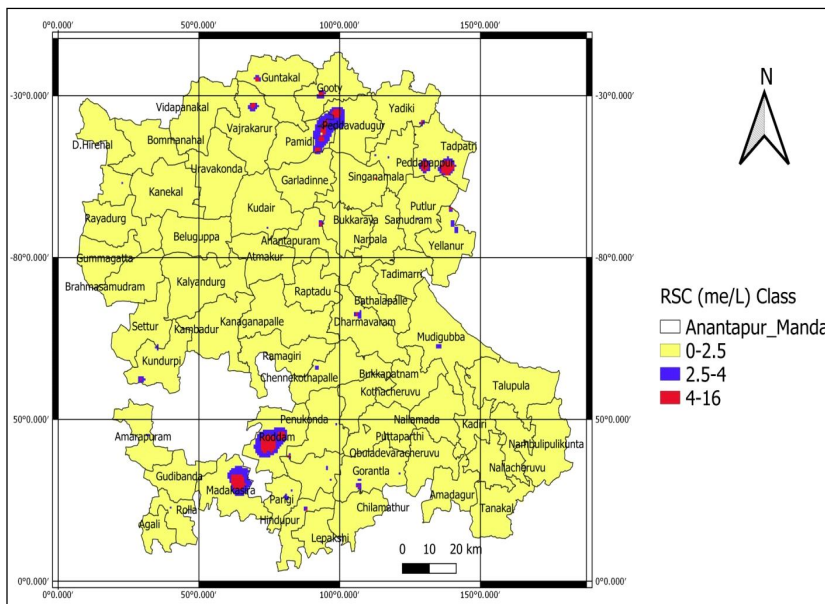 0°0.000' 50°0.000' 100°0.000' 150°0.000'
N
Guntakal
Gooty
-30°0.000' -30°0.000'
Vidapanakal Yadiki
Vajrakarur Peddavadugur
D.Hirehal Bommanahal Pamidi Tadpatri
Uravakonda Peddapappur
Kanekal Garladinne Singanamala
Rayadurg Kudair Bukkaraya Samudram Putlur
Beluguppa Anantapuram Narpala Yellanur
Gummagatta Atmakur
-80°0.000' -80°0.000'
Brahmasamudram Kalyandurg Raptadu Tadimarri
Bathalapalle
Settur Kambadur Kanaganapalle Dharmavaram
Mudigubba
Kundurpi Ramagiri
Chennekothapalle Bukkapatnam Talupula
Kothacheruvu
50°0.000' 50°0.000'
Penukonda Nallamada Kadiri
Amarapuram Roddam Puttaparthi Nambulipulikunta
Obuladevaracheruvu
Gudibanda Gorantla Nallacheruvu
Madakasira Parigi Amadagur
Rolla Chilamathur Tanakal
Agali Hindupur
Lepakshi
0 10 20 km
0°0.000' 0°0.000'
0°0.000' 50°0.000' 100°0.000' 150°0.000'
RSC (me/L) Class
Anantapur_Manda
0-2.5
2.5-4
4-16